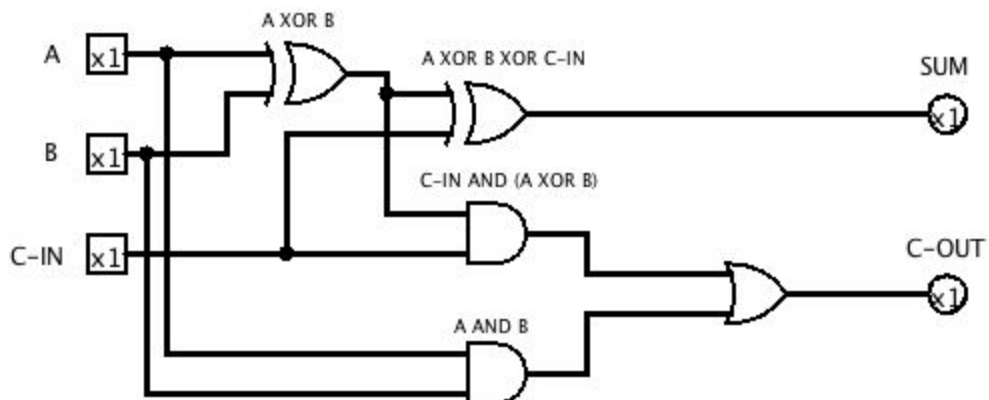 A XOR B
A x1
A XOR B XOR C-IN
SUM
x1
B x1
C-IN AND (A XOR B)
C-IN x1
C-OUT
x1
A AND B